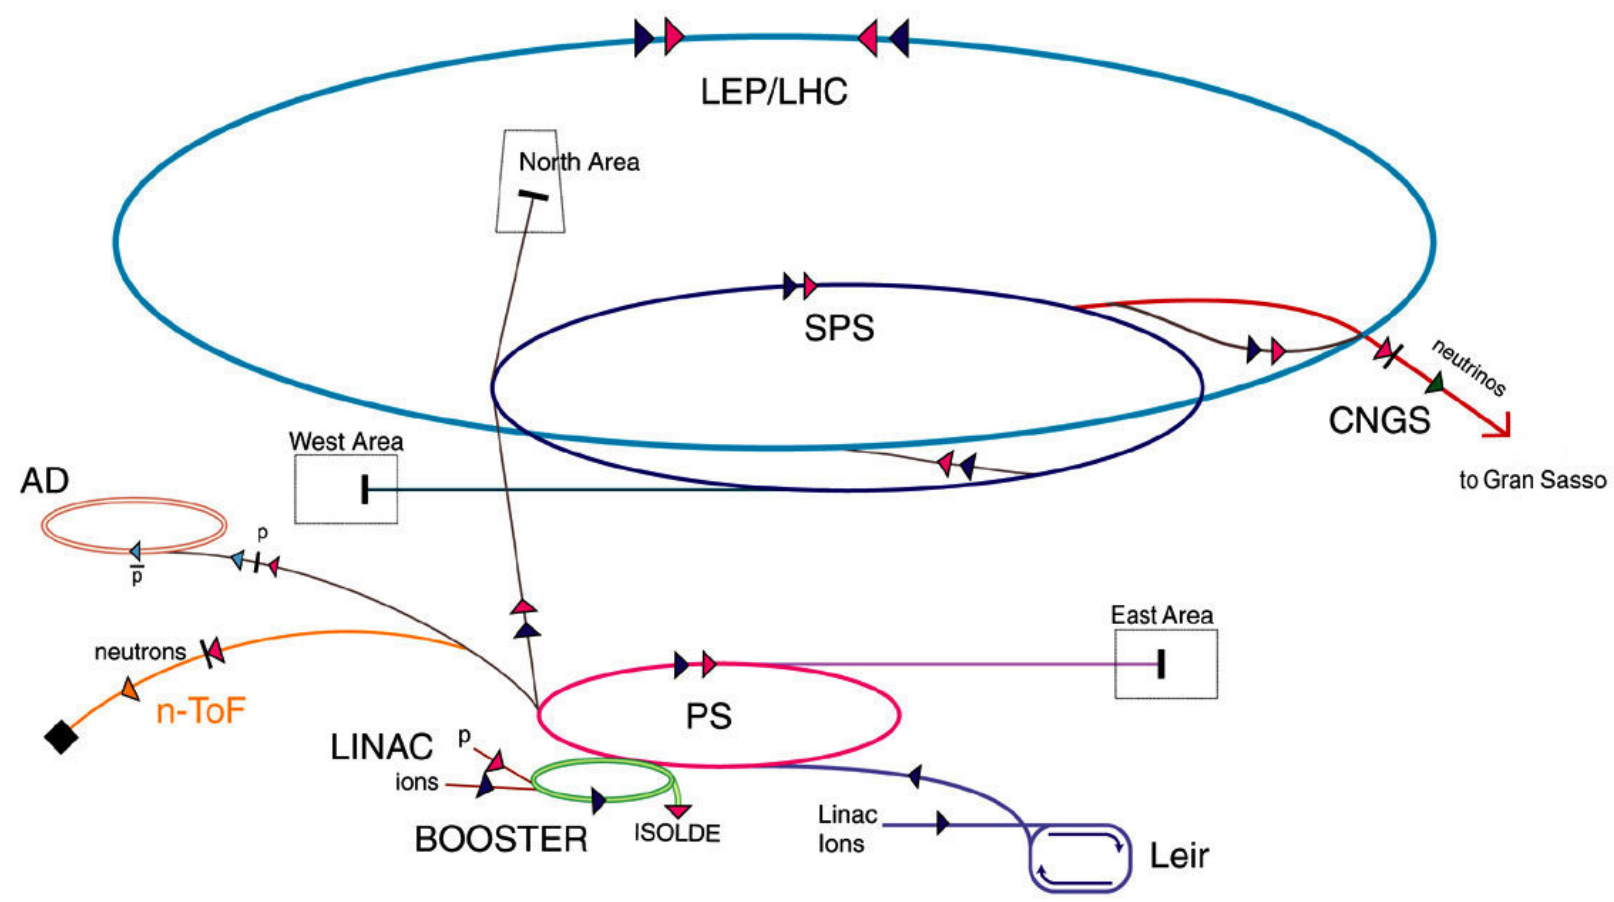 LEP/LHC
North Area
SPS
neutrinos
CNGS
to Gran Sasso
West Area
AD
p
p
neutrons
n-ToF
East Area
PS
LINAC
p
ions
BOOSTER
ISOLDE
Linac
Ions
Leir